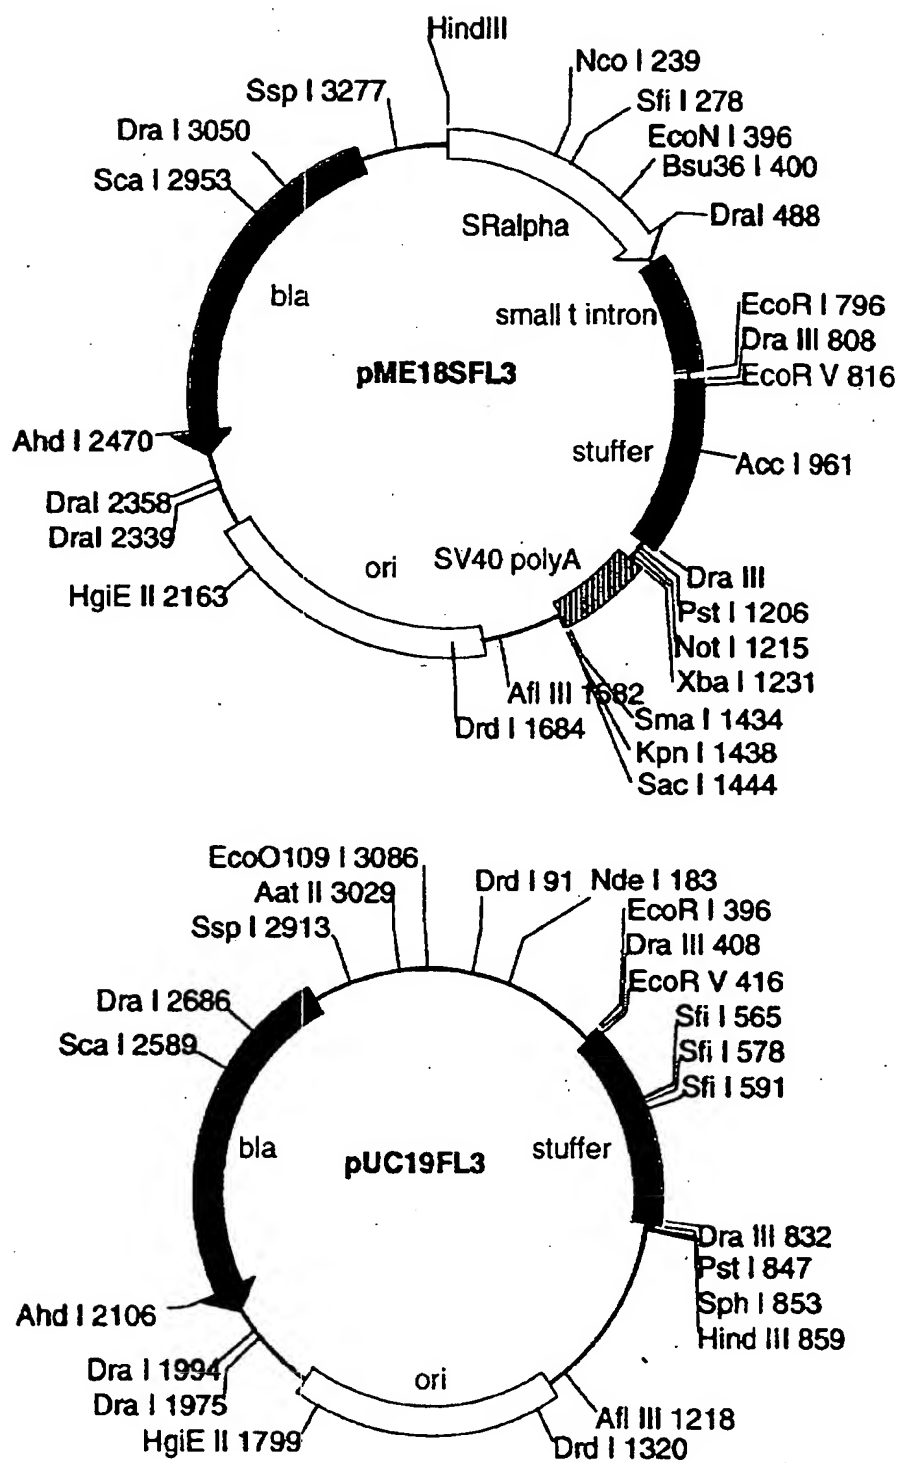 HindIII
Nco I 239
Ssp I 3277
Sfi I 278
Dra I 3050
EcoN I 396
Bsu36 I 400
Sca I 2953
DraI 488
SRalpha
bla
small t intron
EcoR I 796
Dra III 808
pME18SFL3
EcoR V 816
Ahd I 2470
stuffer
Acc I 961
DraI 2358
DraI 2339
ori
SV40 polyA
Dra III
HgiE II 2163
Pst I 1206
Not I 1215
Xba I 1231
Afl III 1682
Sma I 1434
Drd I 1684
Kpn I 1438
Sac I 1444
EcoO109 I 3086
Aat II 3029
Drd I 91
Nde I 183
Ssp I 2913
EcoR I 396
Dra III 408
EcoR V 416
Dra I 2686
Sfi I 565
Sca I 2589
Sfi I 578
Sfi I 591
bla
pUC19FL3
stuffer
Dra III 832
Pst I 847
Sph I 853
Ahd I 2106
Hind III 859
Dra I 1994
Dra I 1975
ori
HgiE II 1799
Afl III 1218
Drd I 1320